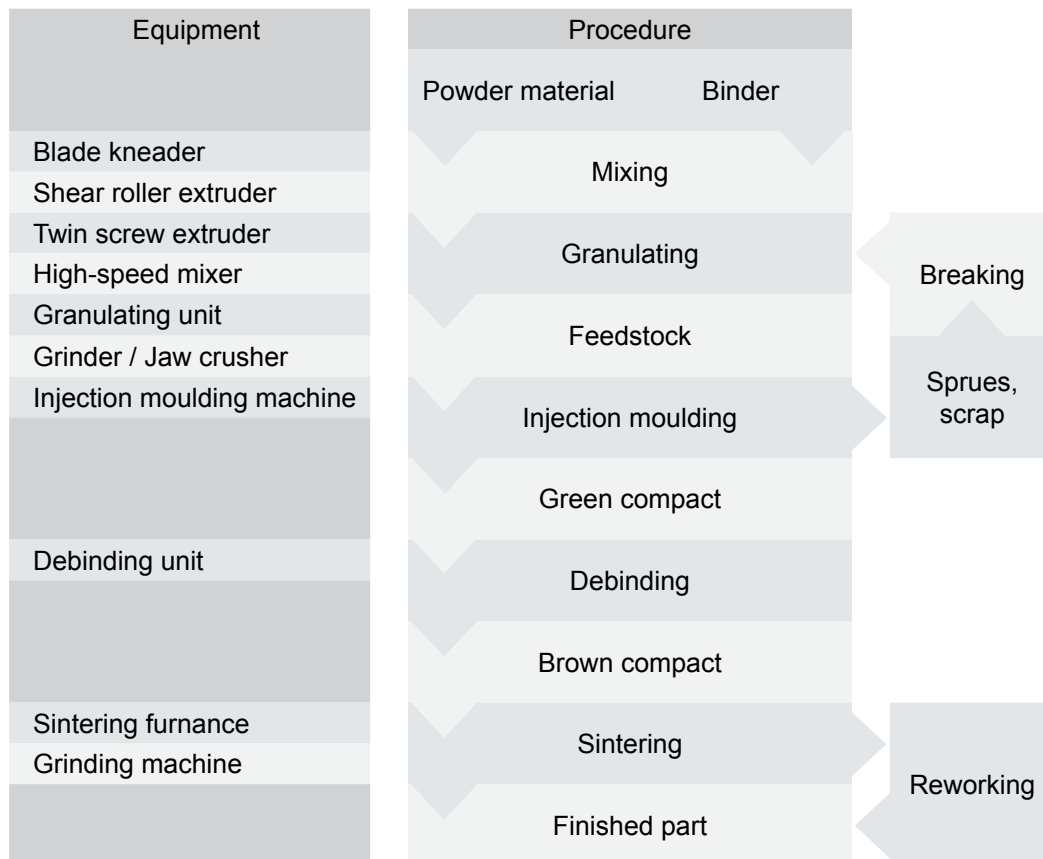 Equipment
Blade kneader
Shear roller extruder
Twin screw extruder
High-speed mixer
Granulating unit
Grinder / Jaw crusher
Injection moulding machine
Debinding unit
Sintering furnance
Grinding machine
Procedure
Powder material
Binder
Mixing
Granulating
Feedstock
Injection moulding
Green compact
Debinding
Brown compact
Sintering
Finished part
Breaking
Sprues,
scrap
Reworking